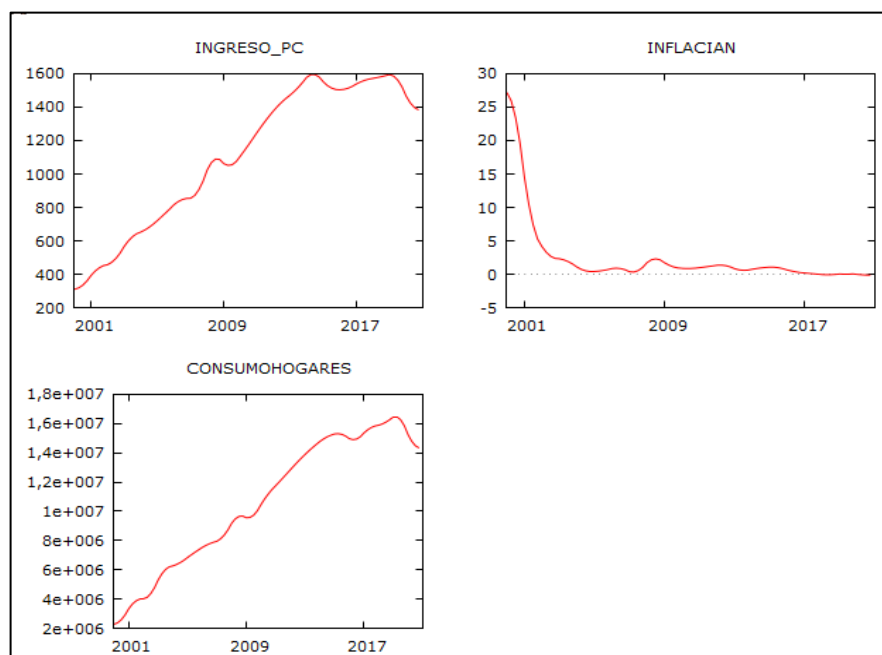 INGRESO_PC
1600
1400
1200
1000
800
600
400
200
2001 2009 2017
INFLACIAN
30
25
20
15
10
5
0
-5
2001 2009 2017
CONSUMOHOGARES
1,8e+007
1,6e+007
1,4e+007
1,2e+007
1e+007
8e+006
6e+006
4e+006
2e+006
2001 2009 2017